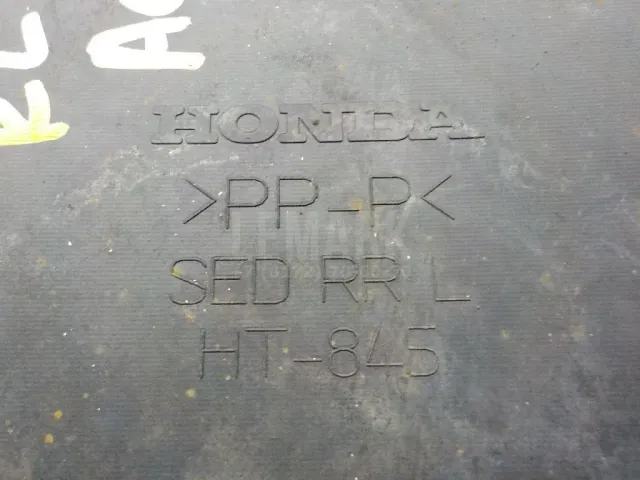 HONDA
>PP-P<
SED RR L
HT-845